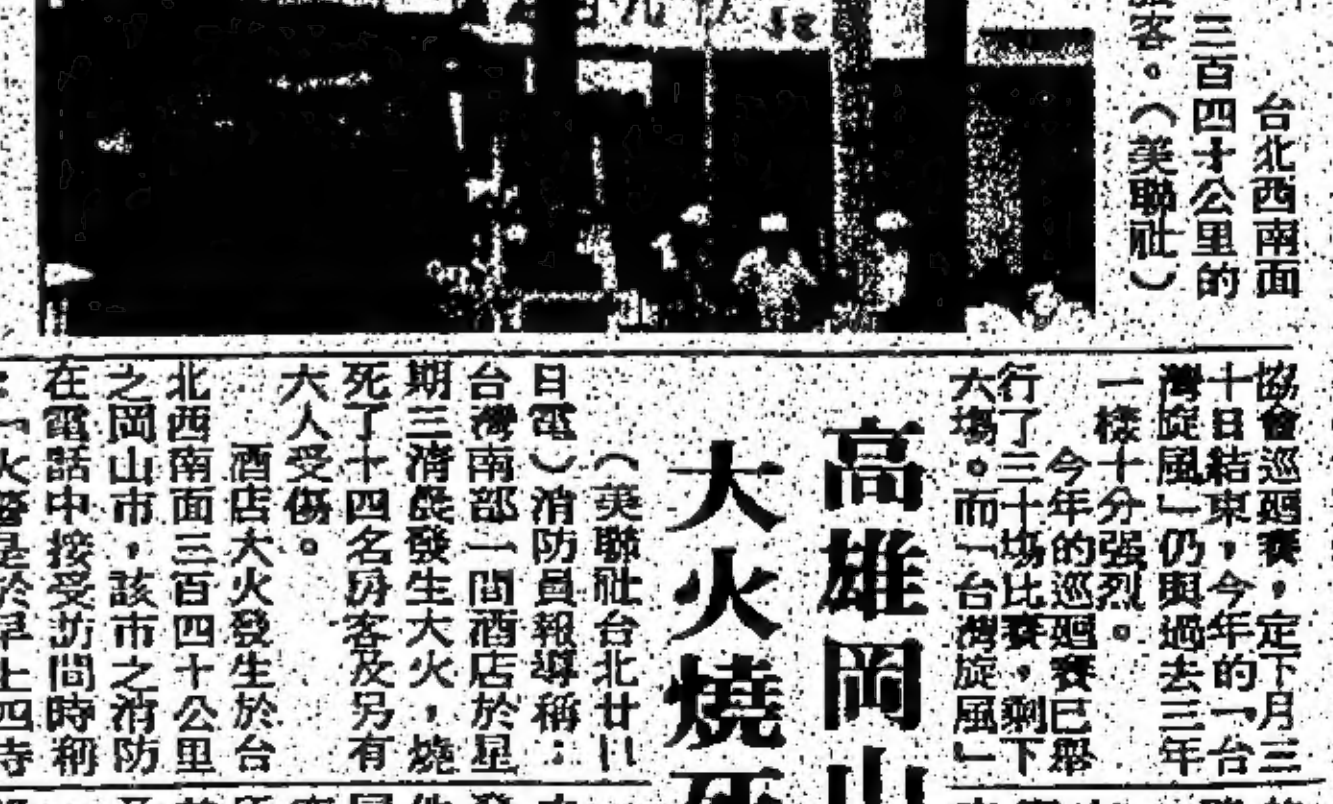 台北西南面
三百四十公里的
客。（美聯社）
協會巡廻賽，定下月三
十日結束，今年的「台
灣旋風」仍與過去三年
一樣十分强烈。
今年的巡廻賽已舉
行了三十場比賽，剩下
六場。而「台灣旋風」
高雄岡山
大火燒死
（美聯社台北廿
日電）消防員報導稱：
台灣南部一間酒店於星
期三清晨發生大火，燒
死了十四名房客及另有
六人受傷。
酒店大火發生於台
北西南面三百四十公里
之岡山市，該市之消防
在電話中接受訪問時稱
：「火警是於早上四時